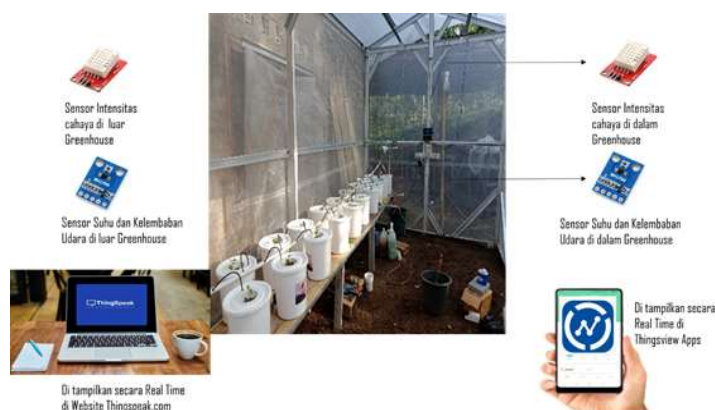 Sensor Intensitas
cahaya di luar
Greenhouse
Sensor Suhu dan Kelembaban
Udara di luar Greenhouse
ThingSpeak
Di tampilkan secara Real Time
di Website Thingspeak.com
Sensor Intensitas
cahaya di dalam
Greenhouse
Sensor Suhu dan Kelembaban
Udara di dalam Greenhouse
Di tampilkan secara
Real Time di
Thingsview Apps